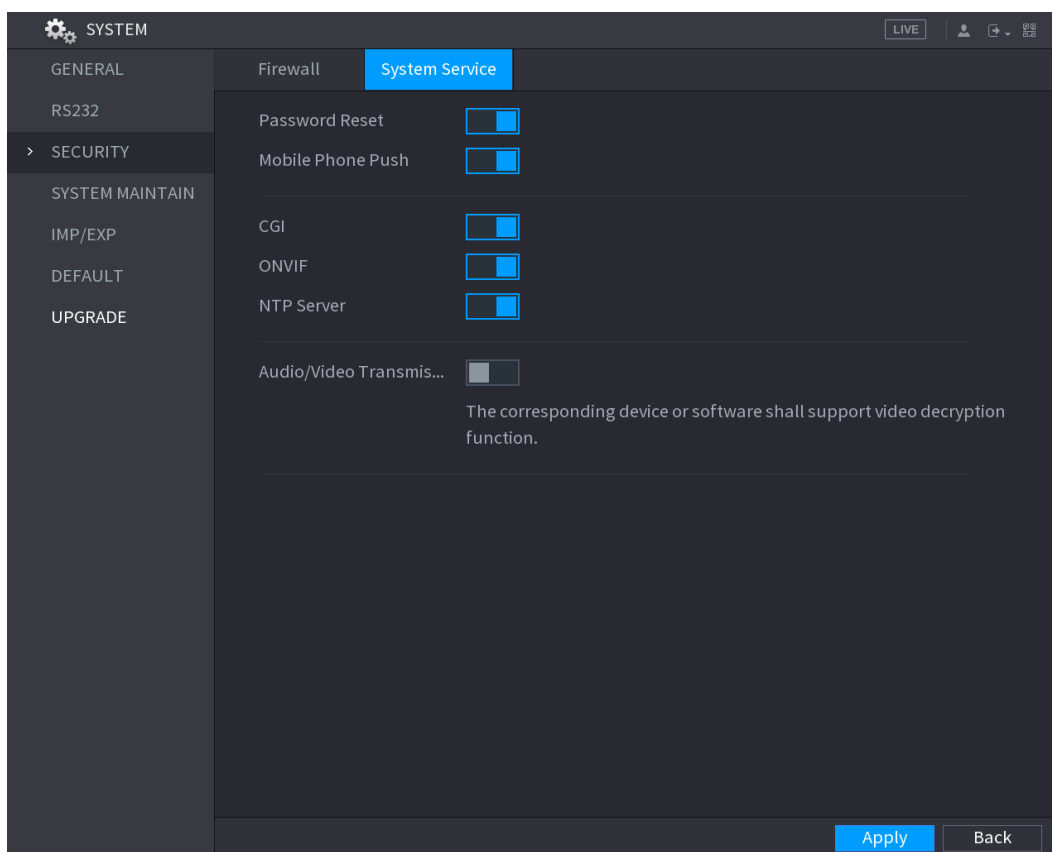 SYSTEM
LIVE
GENERAL
RS232
SECURITY
SYSTEM MAINTAIN
IMP/EXP
DEFAULT
UPGRADE
Firewall
System Service
Password Reset
Mobile Phone Push
CGI
ONVIF
NTP Server
Audio/Video Transmis...
The corresponding device or software shall support video decryption
function.
Apply
Back